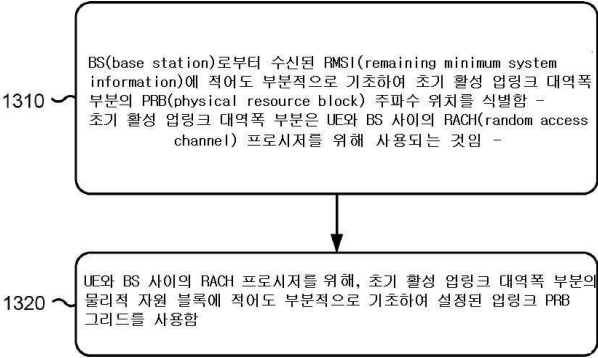 BS(base station)로부터 수신된 RMSI(remaining minimum system
information)에 적어도 부분적으로 기초하여 초기 활성 업링크 대역폭
부분의 PRB(physical resource block) 주파수 위치를 식별함 -
초기 활성 업링크 대역폭 부분은 UE와 BS 사이의 RACH(random access
channel) 프로시저를 위해 사용되는 것임 -
1310
UE와 BS 사이의 RACH 프로시저를 위해, 초기 활성 업링크 대역폭 부분의
물리적 자원 블록에 적어도 부분적으로 기초하여 설정된 업링크 PRB
그리드를 사용함
1320